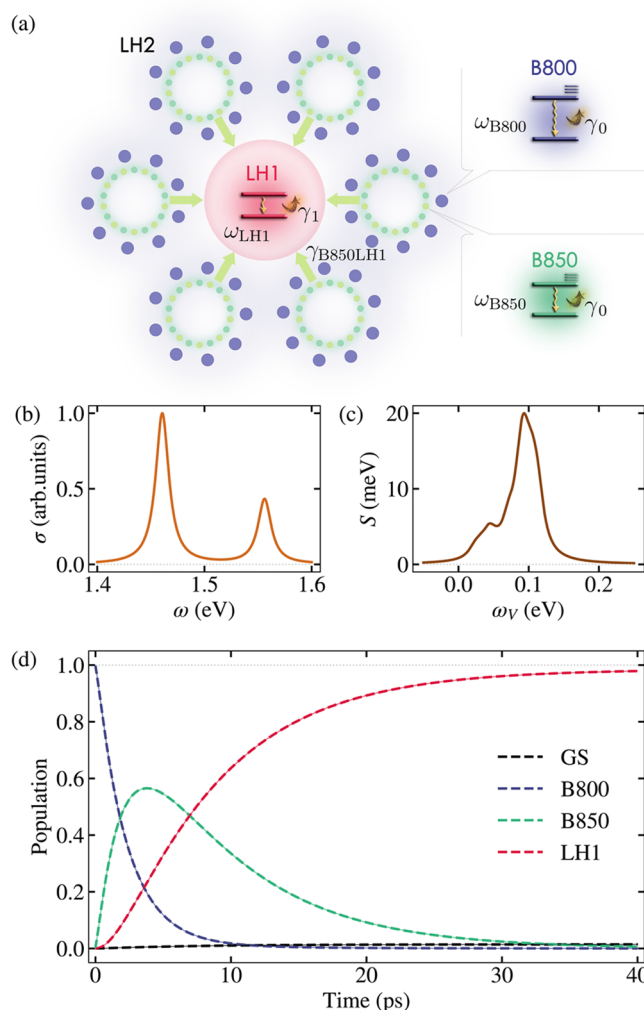 (a)
LH2
B800
ω_B800
γ_0
LH1
γ_1
ω_LH1
γ_B850LH1
B850
ω_B850
γ_0
(b)
1.0
0.5
0.0
σ (arb.units)
1.4
1.5
1.6
ω (eV)
(c)
20
10
0
S (meV)
0.0
0.1
0.2
ω_V (eV)
(d)
1.0
0.8
0.6
0.4
0.2
0.0
Population
GS
B800
B850
LH1
0
10
20
30
40
Time (ps)